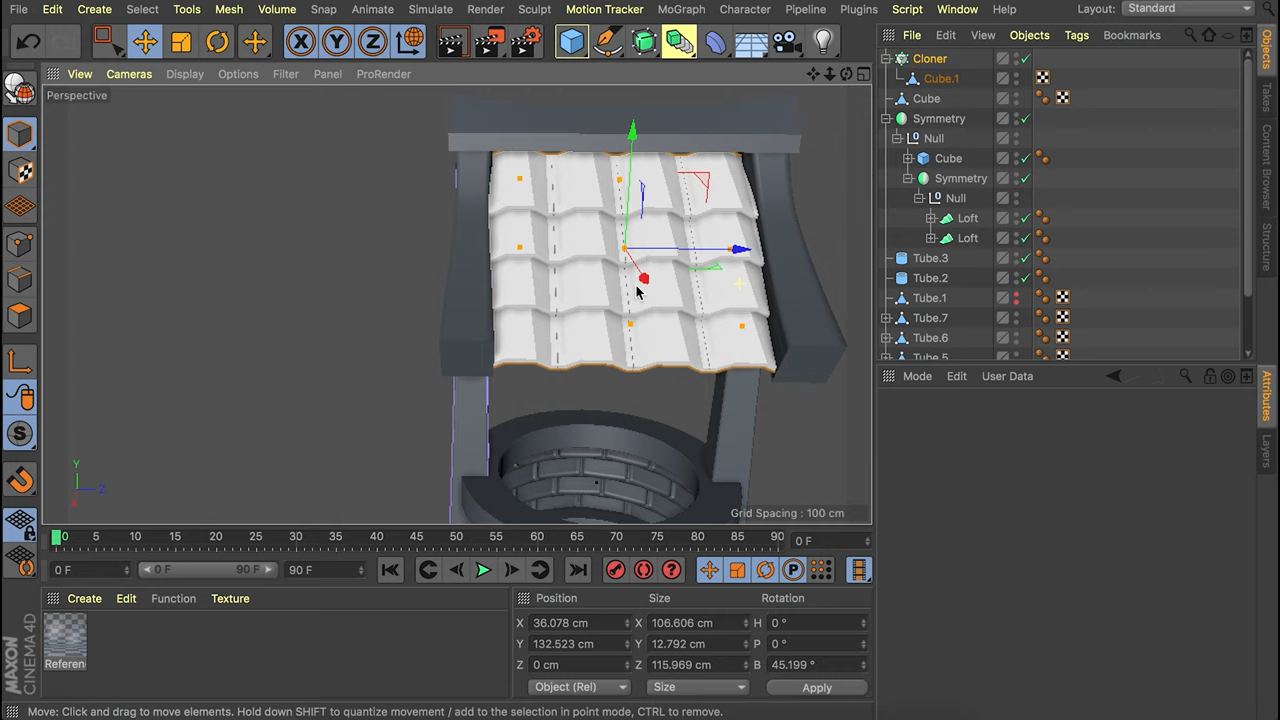 File Edit Create Select Tools Mesh Volume Snap Animate Simulate Render Sculpt Motion Tracker MoGraph Character Pipeline Plugins Script Window Help Layout: Standard
X Y Z
File Edit View Objects Tags Bookmarks
View Cameras Display Options Filter Panel ProRender
Perspective
Cloner
Cube.1
Cube
Symmetry
Null
Cube
Symmetry
Null
Loft
Loft
Tube.3
Tube.2
Tube.1
Tube.7
Tube.6
Tube.5
Objects
Takes
Content Browser
Structure
Mode Edit User Data
Attributes
Layers
S
Y
Z
X
Grid Spacing : 100 cm
0 5 10 15 20 25 30 35 40 45 50 55 60 65 70 75 80 85 90 0 F
0 F 0 F 90 F 90 F P
Create Edit Function Texture
Referen
Position Size Rotation
X 36.078 cm X 106.606 cm H 0 °
Y 132.523 cm Y 12.792 cm P 0 °
Z 0 cm Z 115.969 cm B 45.199 °
Object (Rel) Size Apply
MAXON
CINEMA 4D
Move: Click and drag to move elements. Hold down SHIFT to quantize movement / add to the selection in point mode, CTRL to remove.